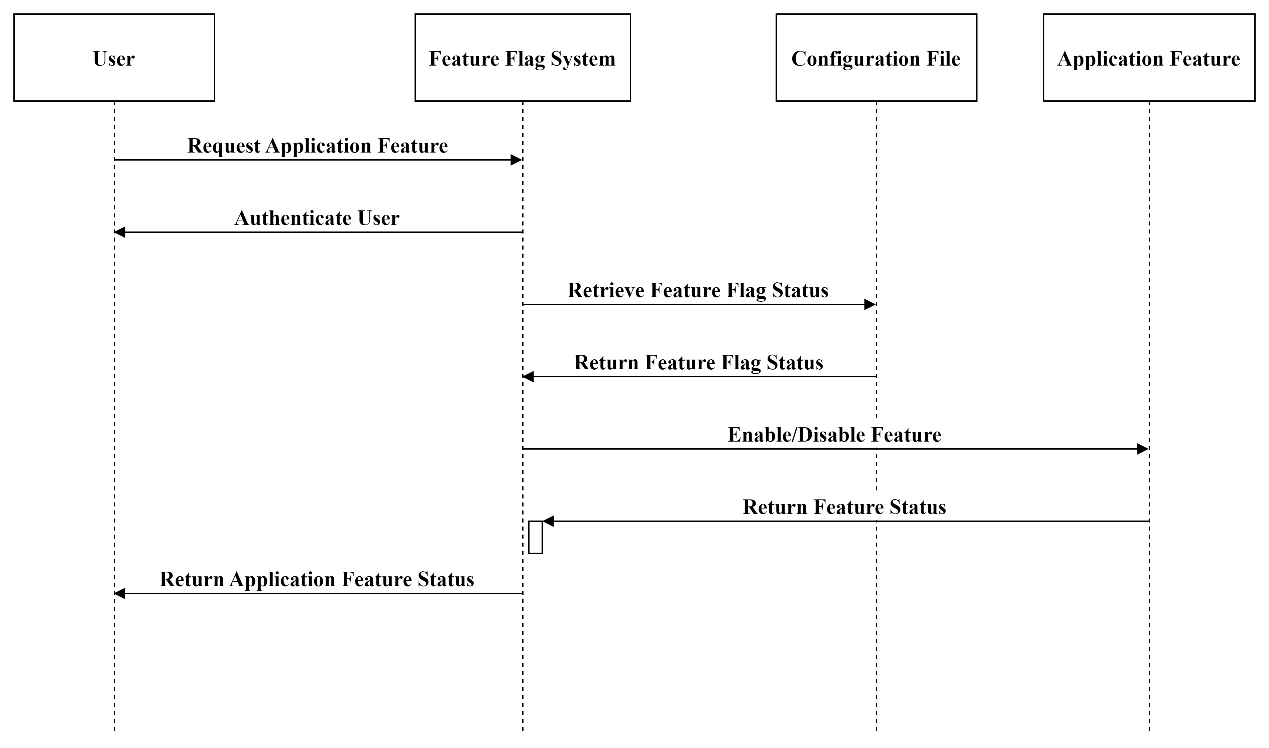 User
Feature Flag System
Configuration File
Application Feature
Request Application Feature
Authenticate User
Retrieve Feature Flag Status
Return Feature Flag Status
Enable/Disable Feature
Return Feature Status
Return Application Feature Status